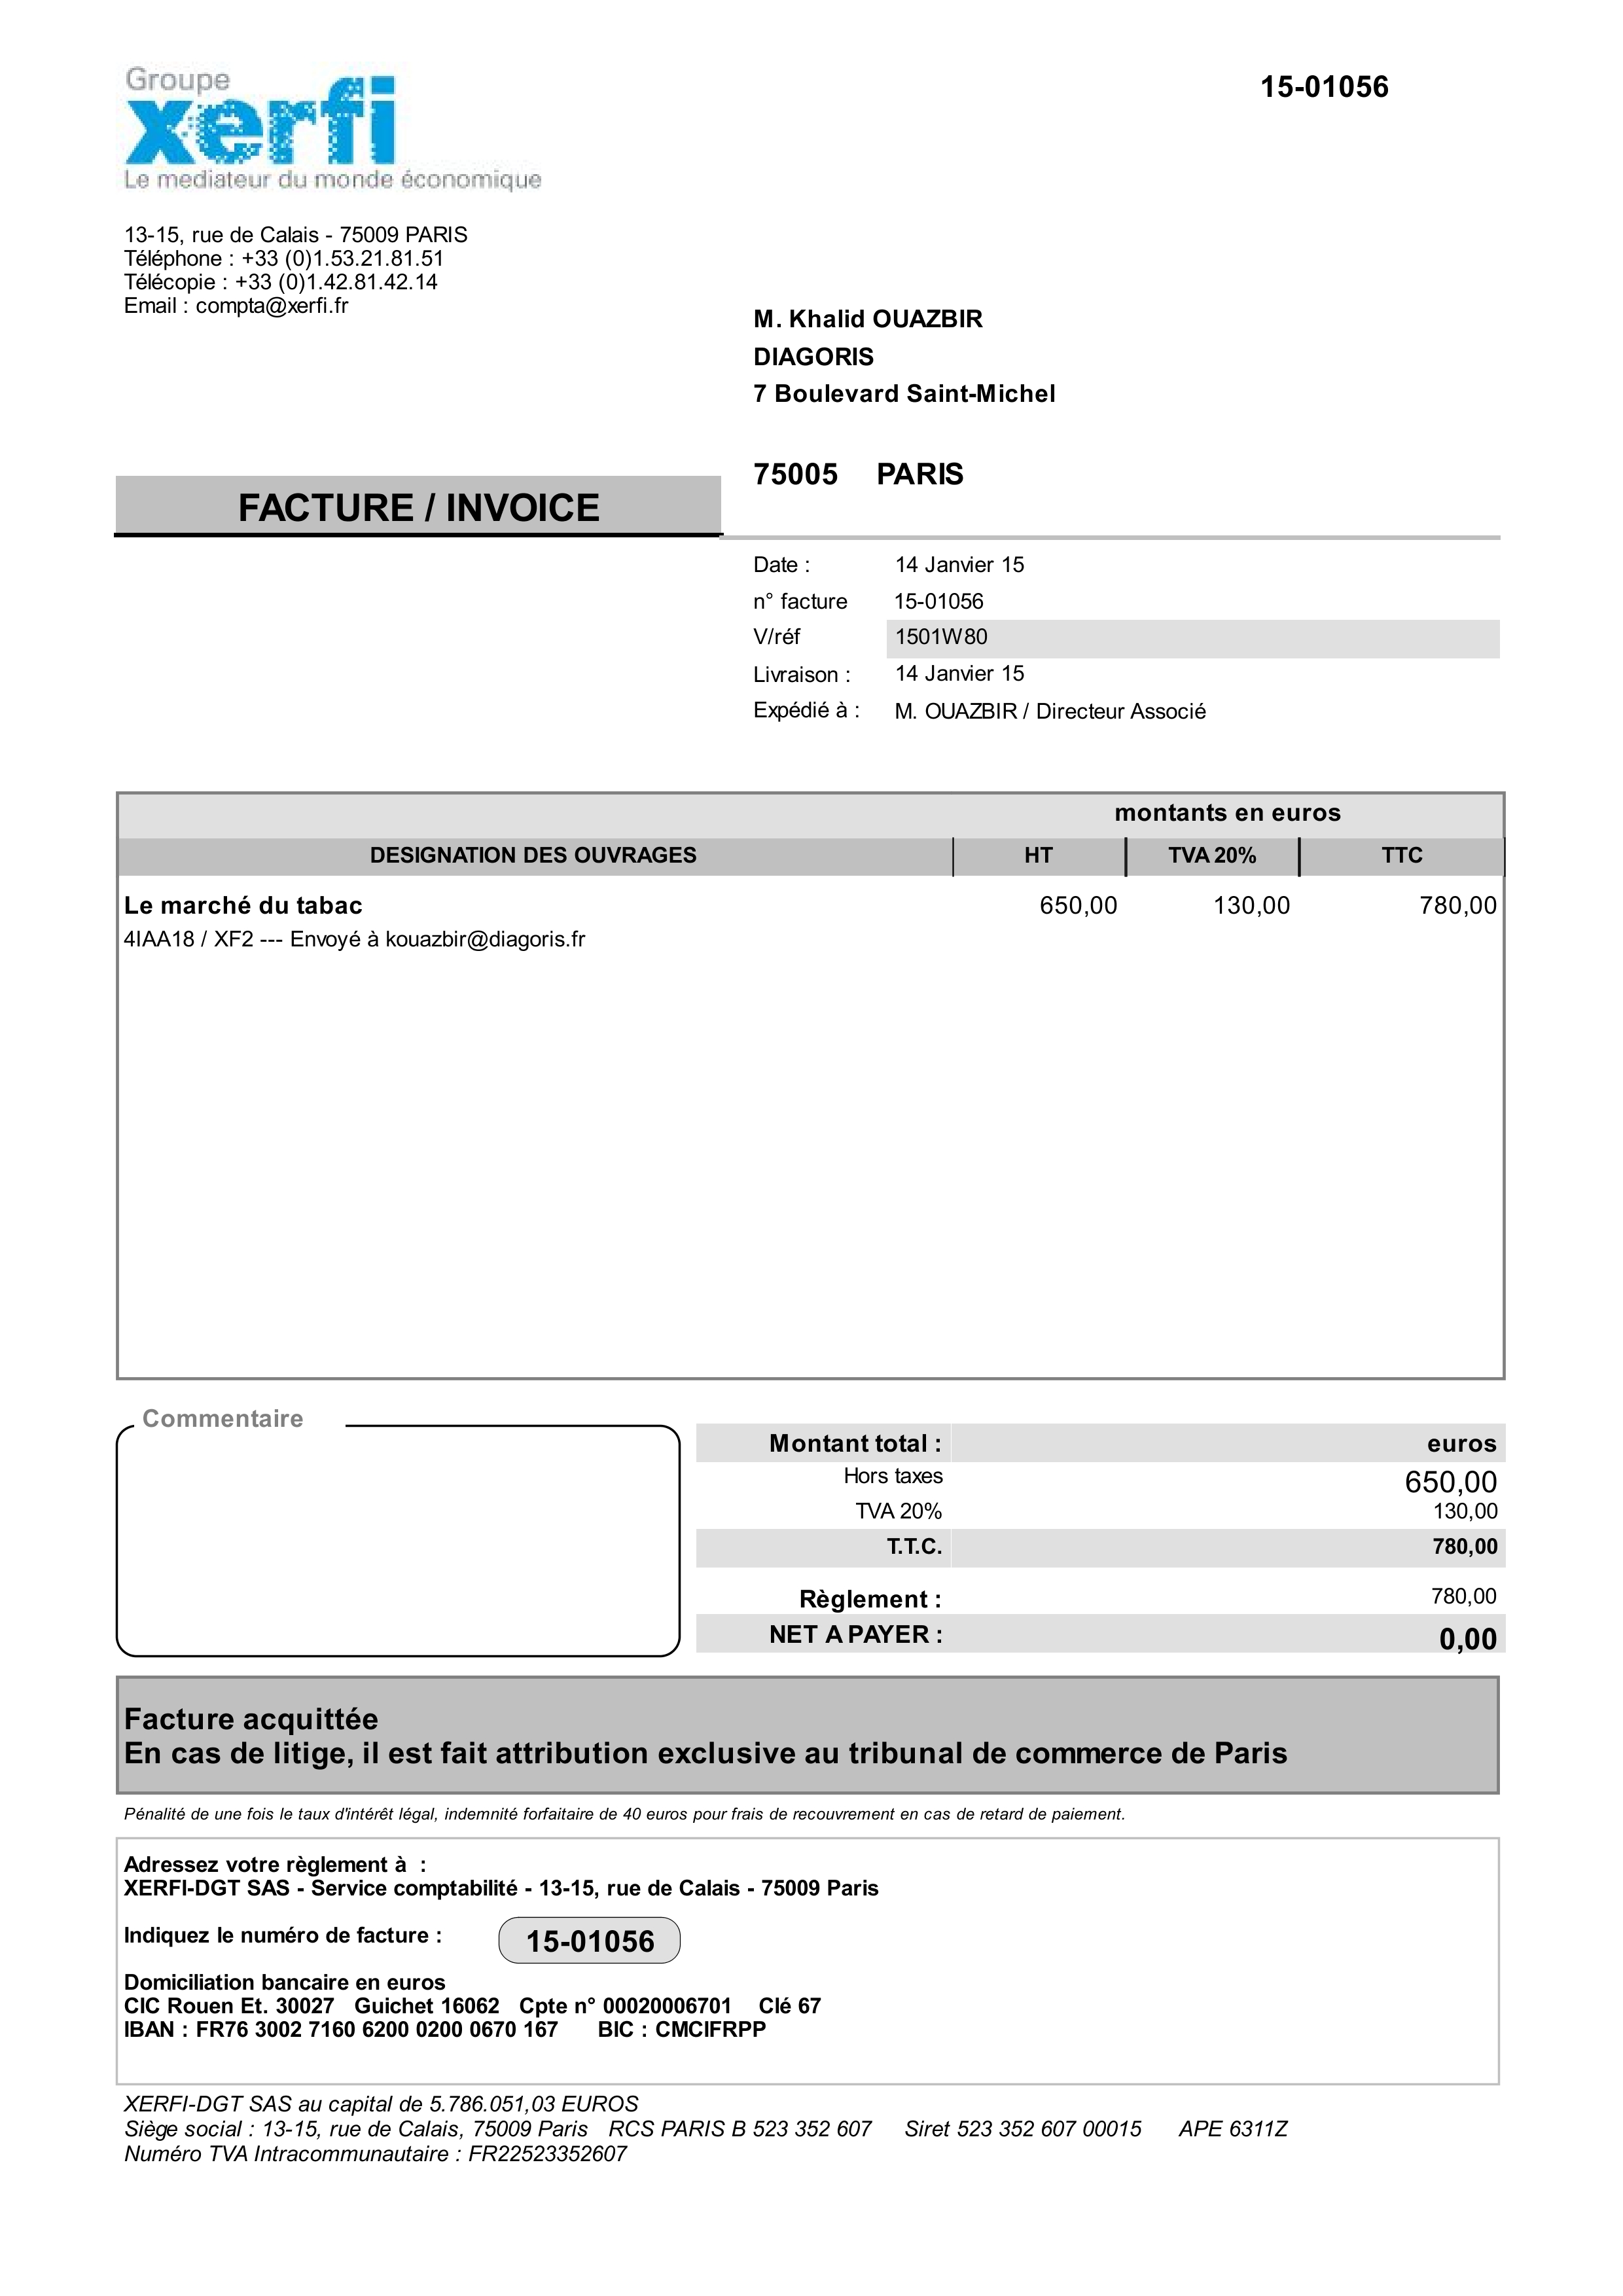 Groupe
xerfi
Le mediateur du monde économique
15-01056
13-15, rue de Calais - 75009 PARIS
Téléphone : +33 (0)1.53.21.81.51
Télécopie : +33 (0)1.42.81.42.14
Email : compta@xerfi.fr
M. Khalid OUAZBIR
DIAGORIS
7 Boulevard Saint-Michel
75005 PARIS
FACTURE / INVOICE
Date : 14 Janvier 15
n° facture 15-01056
V/réf 1501W80
Livraison : 14 Janvier 15
Expédié à : M. OUAZBIR / Directeur Associé
montants en euros
DESIGNATION DES OUVRAGES HT TVA 20% TTC
Le marché du tabac 650,00 130,00 780,00
4IAA18 / XF2 --- Envoyé à kouazbir@diagoris.fr
Commentaire
Montant total : euros
Hors taxes 650,00
TVA 20% 130,00
T.T.C. 780,00
Règlement : 780,00
NET A PAYER : 0,00
Facture acquittée
En cas de litige, il est fait attribution exclusive au tribunal de commerce de Paris
Pénalité de une fois le taux d'intérêt légal, indemnité forfaitaire de 40 euros pour frais de recouvrement en cas de retard de paiement.
Adressez votre règlement à :
XERFI-DGT SAS - Service comptabilité - 13-15, rue de Calais - 75009 Paris
Indiquez le numéro de facture : 15-01056
Domiciliation bancaire en euros
CIC Rouen Et. 30027 Guichet 16062 Cpte n° 00020006701 Clé 67
IBAN : FR76 3002 7160 6200 0200 0670 167 BIC : CMCIFRPP
XERFI-DGT SAS au capital de 5.786.051,03 EUROS
Siège social : 13-15, rue de Calais, 75009 Paris RCS PARIS B 523 352 607 Siret 523 352 607 00015 APE 6311Z
Numéro TVA Intracommunautaire : FR22523352607